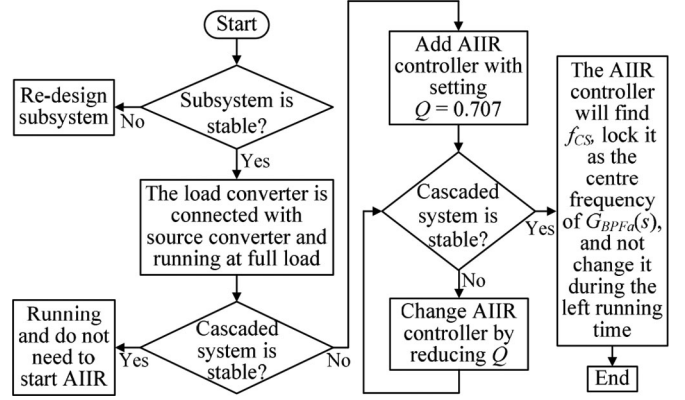 Start
Subsystem is
stable?
No
Re-design
subsystem
Yes
The load converter is
connected with
source converter and
running at full load
Cascaded
system is
stable?
Yes
Running
and do not
need to
start AIIR
No
Add AIIR
controller with
setting
Q = 0.707
Cascaded
system is
stable?
No
Change AIIR
controller by
reducing Q
Yes
The AIIR
controller
will find
fCS, lock it
as the
centre
frequency
of GBPFa(s),
and not
change it
during the
left running
time
End